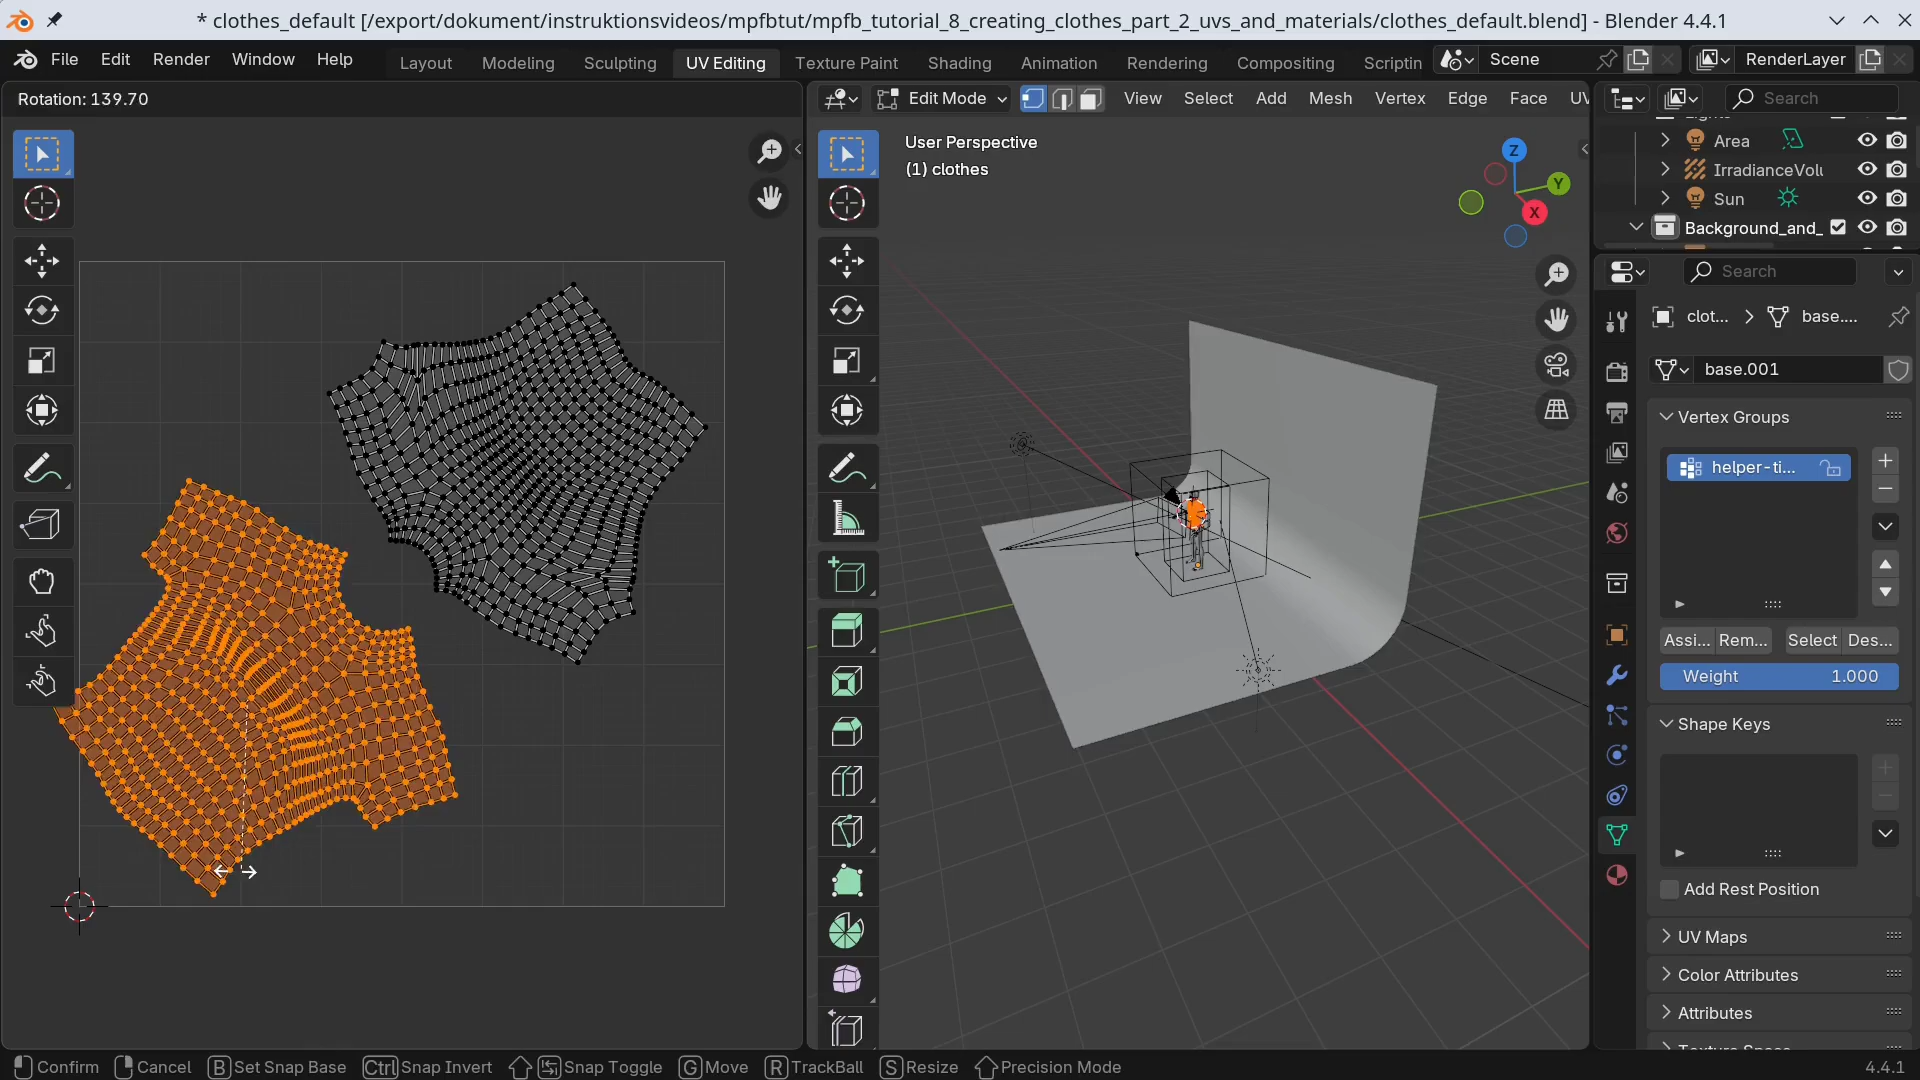 * clothes_default [/export/dokument/instruktionsvideos/mpfbtut/mpfb_tutorial_8_creating_clothes_part_2_uvs_and_materials/clothes_default.blend] - Blender 4.4.1
File Edit Render Window Help Layout Modeling Sculpting UV Editing Texture Paint Shading Animation Rendering Compositing Scriptin Scene RenderLayer
Rotation: 139.70
Edit Mode View Select Add Mesh Vertex Edge Face UV
Search
User Perspective
(1) clothes
Z
Y
X
Area
IrradianceVolu
Sun
Background_and_
Search
clot... base....
base.001
Vertex Groups
helper-ti...
Assi... Rem... Select Des...
Weight 1.000
Shape Keys
Add Rest Position
UV Maps
Color Attributes
Attributes
Confirm Cancel B Set Snap Base Ctrl Snap Invert Snap Toggle G Move R TrackBall S Resize Precision Mode 4.4.1